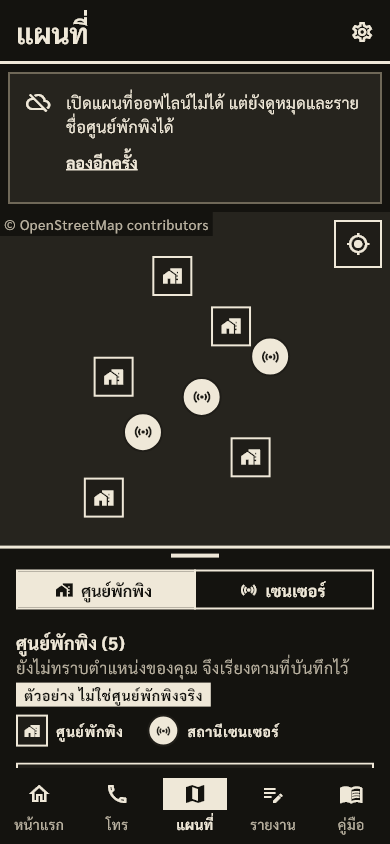 แผนที่
เปิดแผนที่ออฟไลน์ไม่ได้ แต่ยังดูหมุดและราย
ชื่อศูนย์พักพิงได้
ลองอีกครั้ง
© OpenStreetMap contributors
ศูนย์พักพิง
เซนเซอร์
ศูนย์พักพิง (5)
ยังไม่ทราบตำแหน่งของคุณ จึงเรียงตามที่บันทึกไว้
ตัวอย่าง ไม่ใช่ศูนย์พักพิงจริง
ศูนย์พักพิง
สถานีเซนเซอร์
หน้าแรก
โทร
แผนที่
รายงาน
คู่มือ